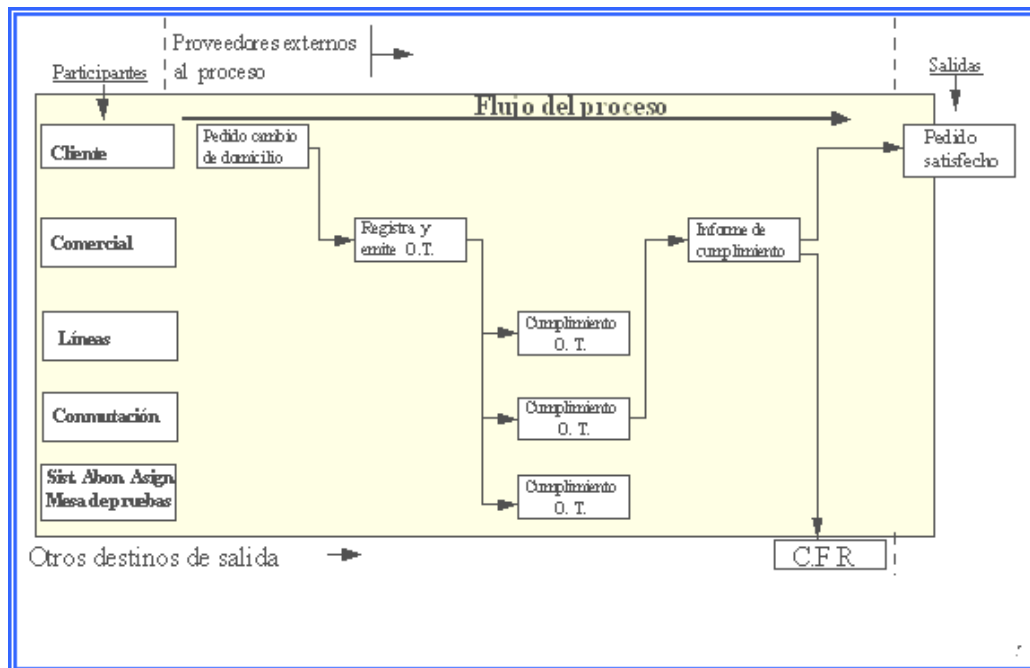 Proveedores externos
al proceso
Participantes
Salidas
Flujo del proceso
Cliente
Pedido cambio
de domicilio
Pedido
satisfecho
Comercial
Registra y
emite O.T.
Informe de
cumplimiento
Líneas
Cumplimiento
O. T.
Conmutación
Cumplimiento
O. T.
Sist. Abon. Asign.
Mesa de pruebas
Cumplimiento
O. T.
Otros destinos de salida
C.F R